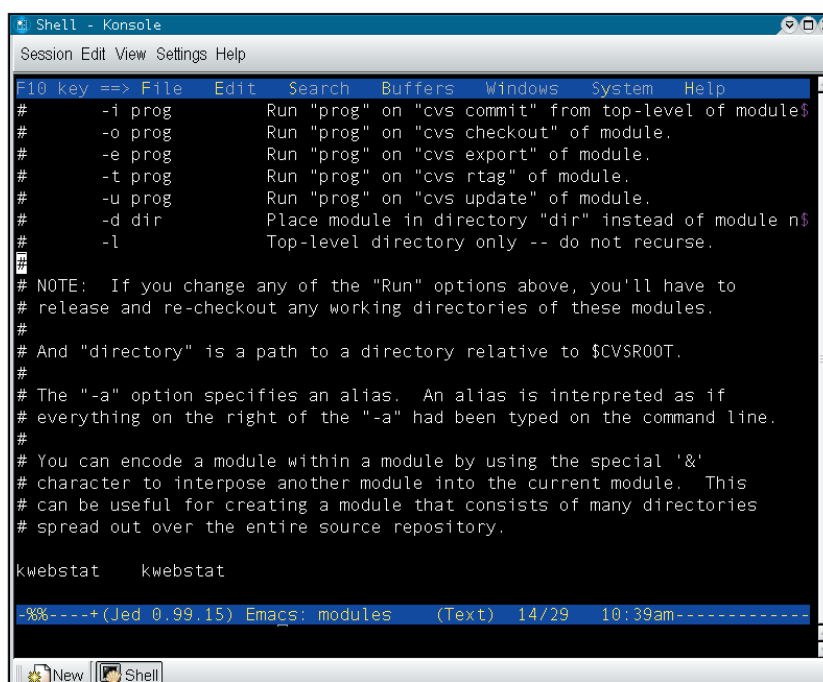 Shell - Konsole
Session Edit View Settings Help
F10 key ==> File    Edit    Search    Buffers    Windows    System    Help
#       -i prog         Run "prog" on "cvs commit" from top-level of module$
#       -o prog         Run "prog" on "cvs checkout" of module.
#       -e prog         Run "prog" on "cvs export" of module.
#       -t prog         Run "prog" on "cvs rtag" of module.
#       -u prog         Run "prog" on "cvs update" of module.
#       -d dir          Place module in directory "dir" instead of module n$
#       -l              Top-level directory only -- do not recurse.
#
# NOTE:  If you change any of the "Run" options above, you'll have to
# release and re-checkout any working directories of these modules.
#
# And "directory" is a path to a directory relative to $CVSROOT.
#
# The "-a" option specifies an alias.  An alias is interpreted as if
# everything on the right of the "-a" had been typed on the command line.
#
# You can encode a module within a module by using the special '&'
# character to interpose another module into the current module.  This
# can be useful for creating a module that consists of many directories
# spread out over the entire source repository.
kwebstat    kwebstat
-%%----+(Jed 0.99.15) Emacs: modules    (Text)  14/29   10:39am-------------
New Shell